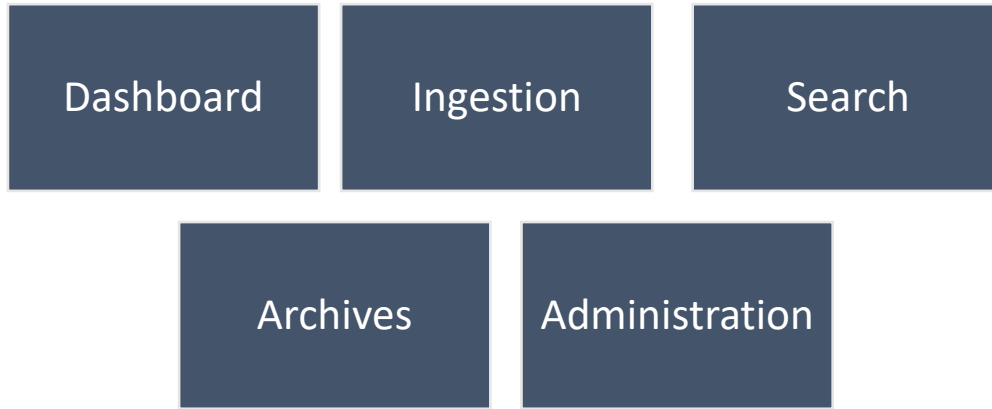 Dashboard
Ingestion
Search
Archives
Administration